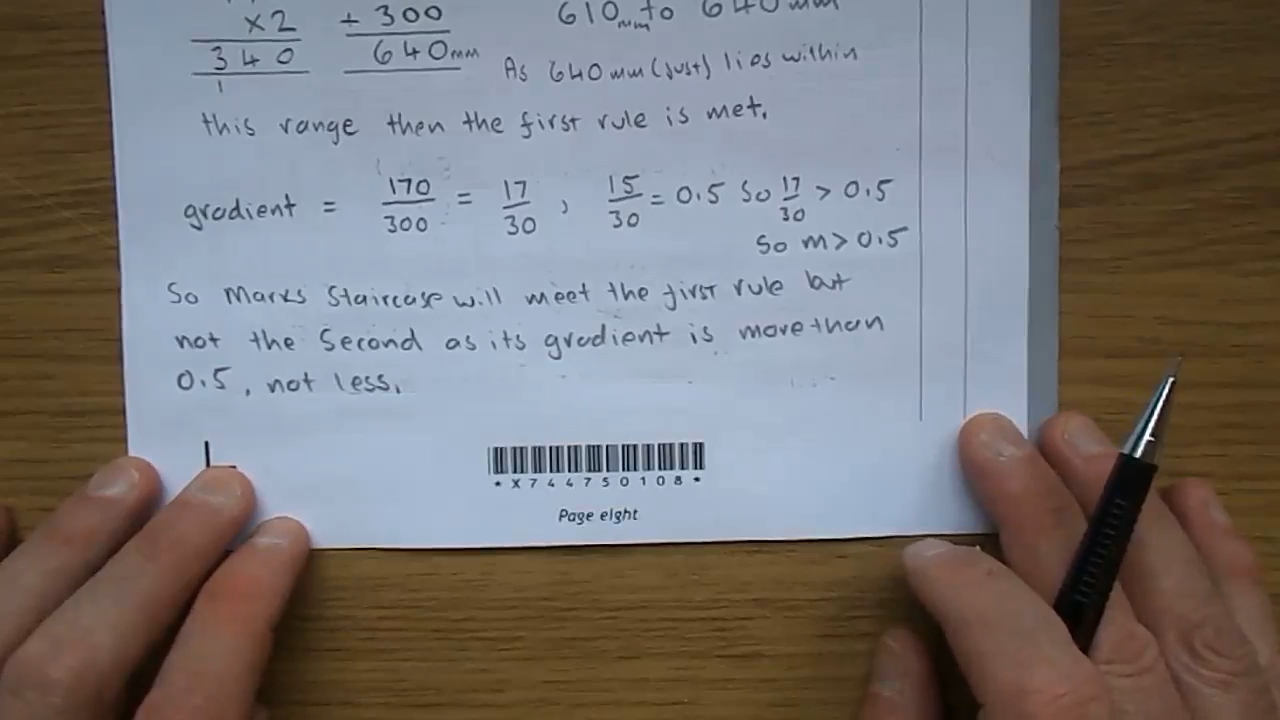 ×2 + 300 610mm to 640mm
340 640mm
1
As 640mm (just) lies within
this range then the first rule is met.
gradient = 170/300 = 17/30 , 15/30 = 0.5 So 17/30 > 0.5
So m > 0.5
So Marks Staircase will meet the first rule but
not the Second as its gradient is more than
0.5, not less.
*X744750108*
Page eight